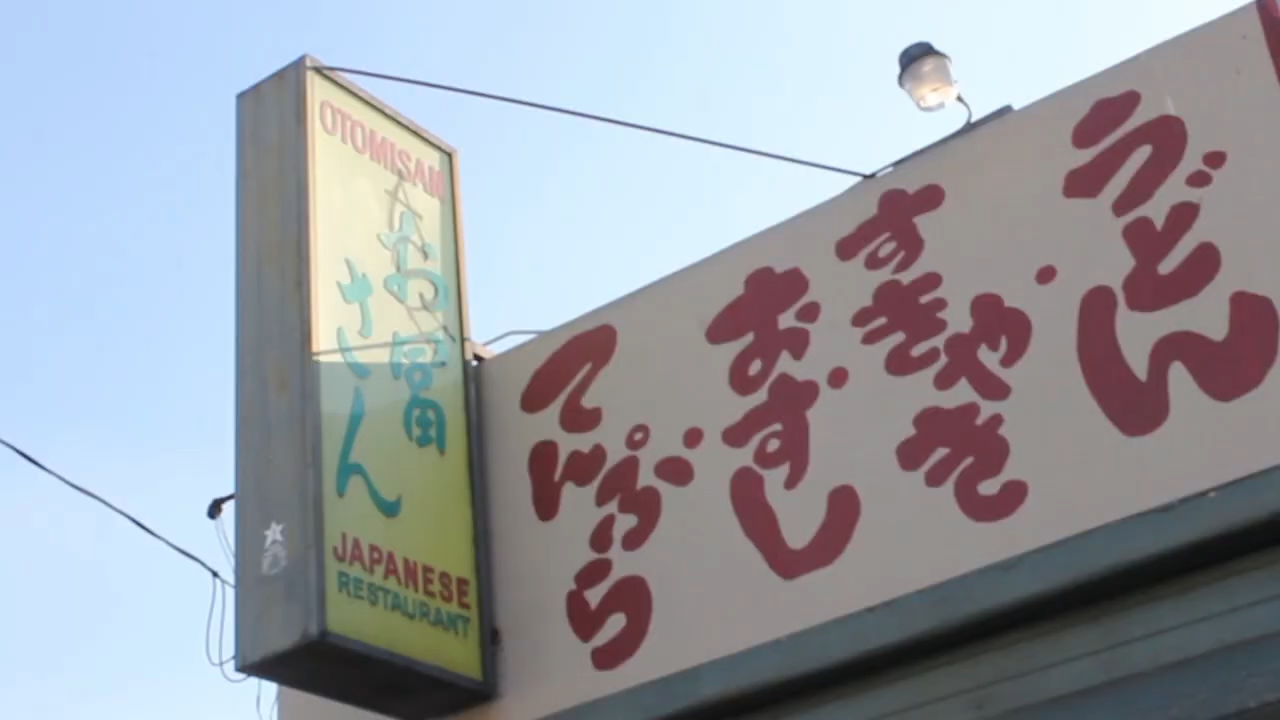 OTOMISAN
お冨
さん
JAPANESE
RESTAURANT
てんぷら
・
おすし
・
すきやき
・
うどん